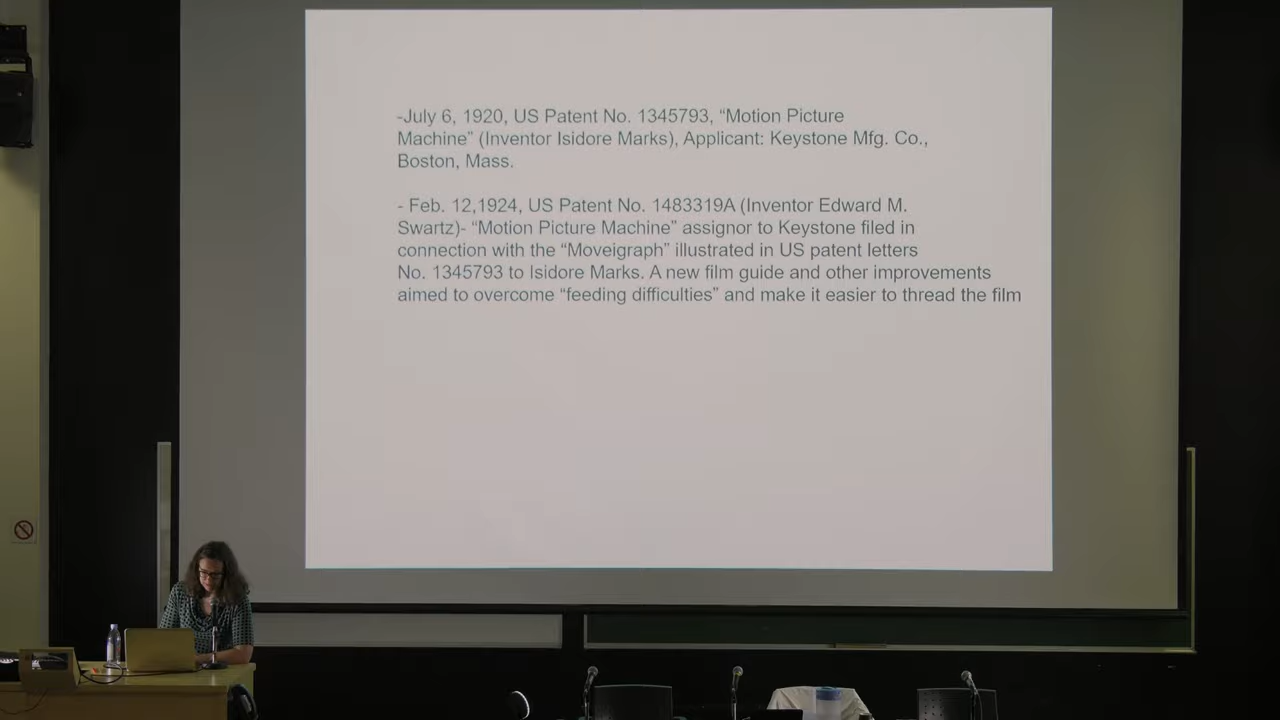 -July 6, 1920, US Patent No. 1345793, “Motion Picture
Machine” (Inventor Isidore Marks), Applicant: Keystone Mfg. Co.,
Boston, Mass.
- Feb. 12,1924, US Patent No. 1483319A (Inventor Edward M.
Swartz)- “Motion Picture Machine” assignor to Keystone filed in
connection with the “Moveigraph” illustrated in US patent letters
No. 1345793 to Isidore Marks. A new film guide and other improvements
aimed to overcome “feeding difficulties” and make it easier to thread the film